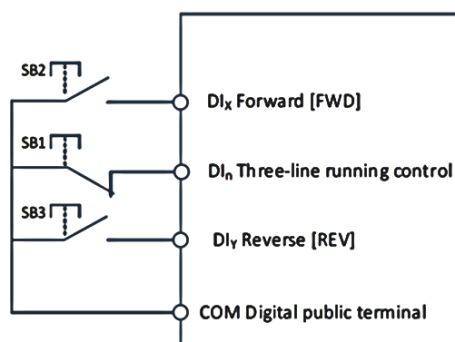 SB2
DIX Forward [FWD]
SB1
DIn Three-line running control
SB3
DIY Reverse [REV]
COM Digital public terminal